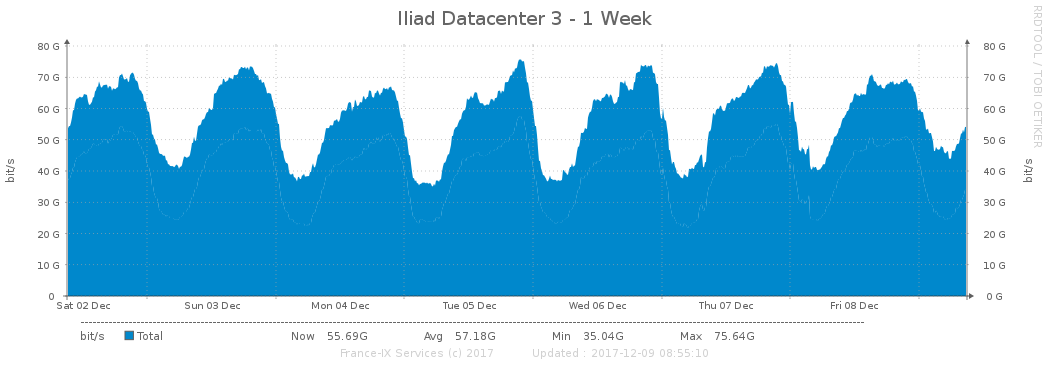 Iliad Datacenter 3 - 1 Week
RRDTOOL / TOBI OETIKER
bit/s
80 G
70 G
60 G
50 G
40 G
30 G
20 G
10 G
0
80 G
70 G
60 G
50 G
40 G
30 G
20 G
10 G
0 G
bit/s
Sat 02 Dec Sun 03 Dec Mon 04 Dec Tue 05 Dec Wed 06 Dec Thu 07 Dec Fri 08 Dec
bit/s Total Now 55.69G Avg 57.18G Min 35.04G Max 75.64G
France-IX Services (c) 2017 Updated : 2017-12-09 08:55:10